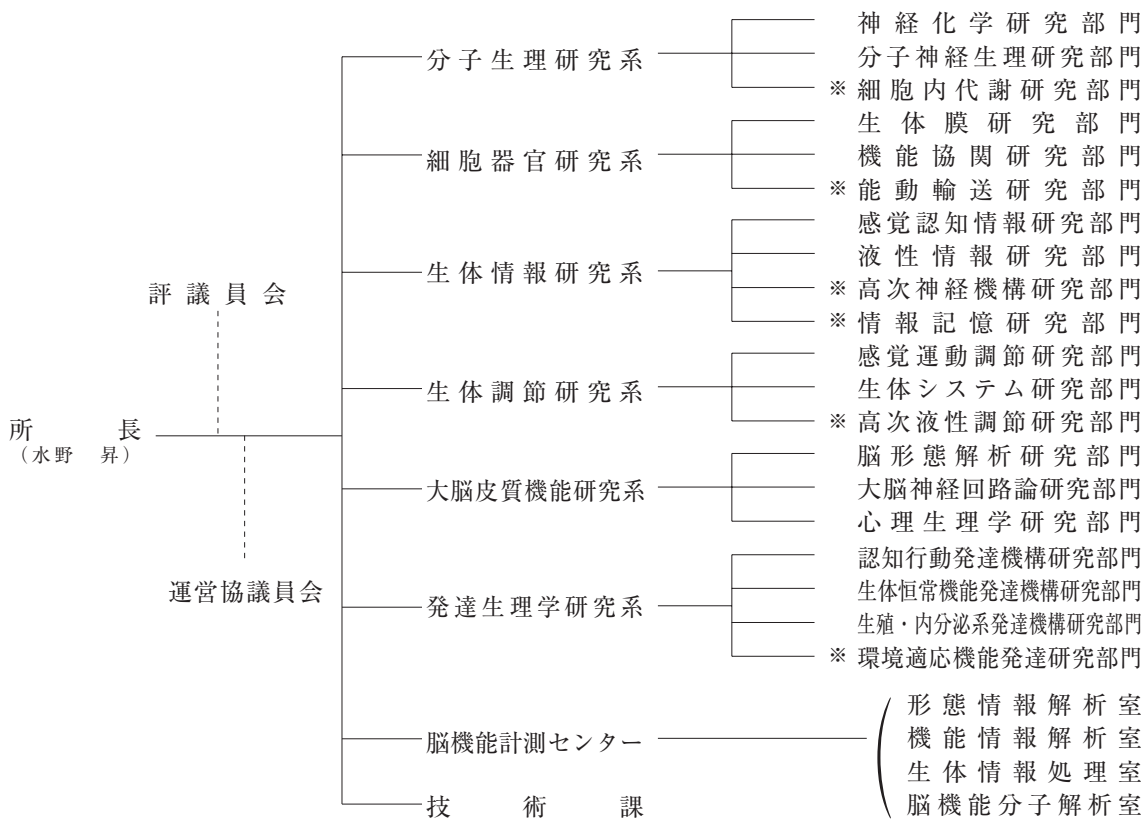 神経化学研究部門
分子生理研究系
分子神経生理研究部門
※細胞内代謝研究部門
生体膜研究部門
細胞器官研究系
機能協関研究部門
※能動輸送研究部門
感覚認知情報研究部門
液性情報研究部門
生体情報研究系
※高次神経機構研究部門
※情報記憶研究部門
評議員会
感覚運動調節研究部門
生体調節研究系
生体システム研究部門
※高次液性調節研究部門
所長
(水野 昇)
脳形態解析研究部門
大脳皮質機能研究系
大脳神経回路論研究部門
心理生理学研究部門
運営協議員会
認知行動発達機構研究部門
生体恒常機能発達機構研究部門
発達生理学研究系
生殖・内分泌系発達機構研究部門
※環境適応機能発達研究部門
脳機能計測センター
形態情報解析室
機能情報解析室
生体情報処理室
脳機能分子解析室
技術課